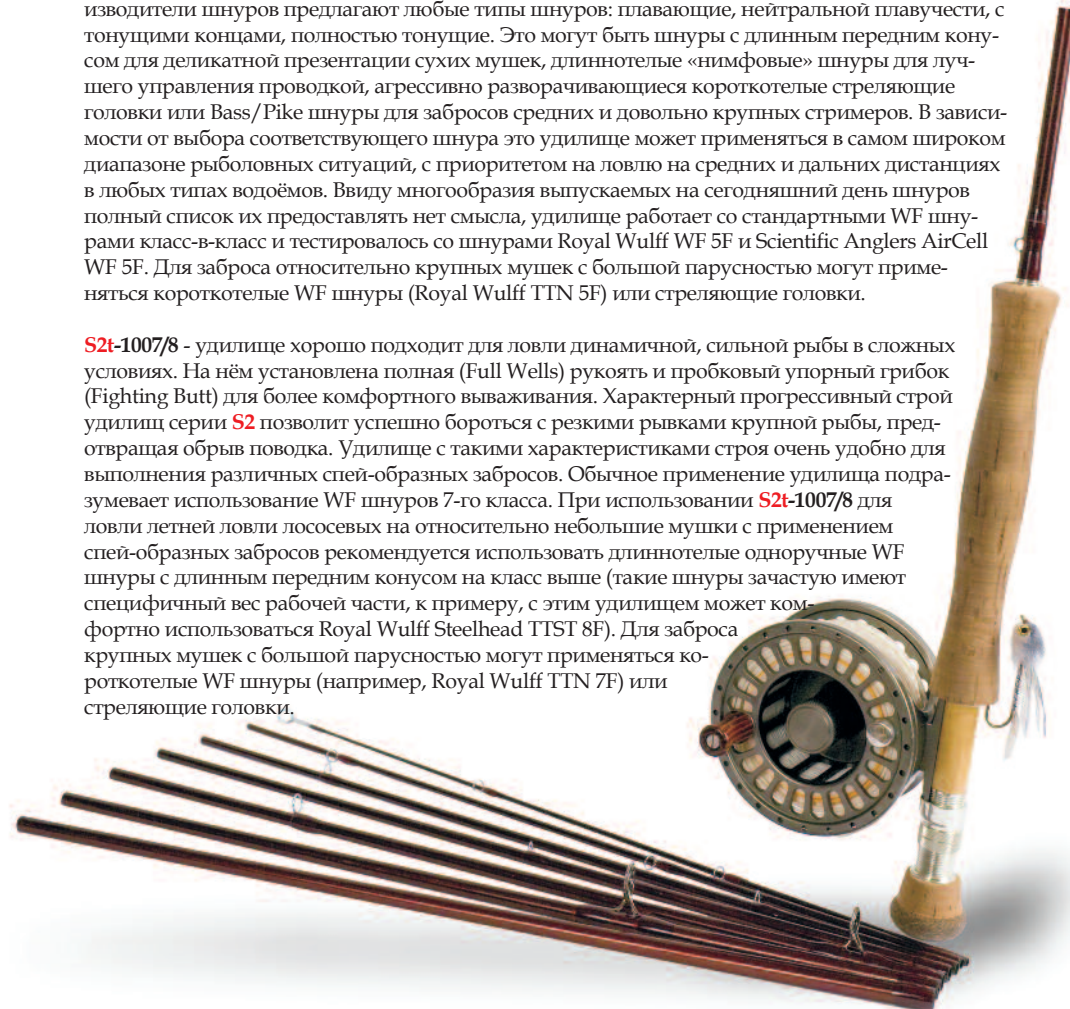 изводители шнуров предлагают любые типы шнуров: плавающие, нейтральной плавучести, с
тонущими концами, полностью тонущие. Это могут быть шнуры с длинным передним кону-
сом для деликатной презентации сухих мушек, длиннотелые «нимфовые» шнуры для луч-
шего управления проводкой, агрессивно разворачивающиеся короткотелые стреляющие
головки или Bass/Pike шнуры для забросов средних и довольно крупных стримеров. В зависи-
мости от выбора соответствующего шнура это удилище может применяться в самом широком
диапазоне рыболовных ситуаций, с приоритетом на ловлю на средних и дальних дистанциях
в любых типах водоёмов. Ввиду многообразия выпускаемых на сегодняшний день шнуров
полный список их предоставлять нет смысла, удилище работает со стандартными WF шну-
рами класс-в-класс и тестировалось со шнурами Royal Wulff WF 5F и Scientific Anglers AirCell
WF 5F. Для заброса относительно крупных мушек с большой парусностью могут приме-
няться короткотелые WF шнуры (Royal Wulff TTN 5F) или стреляющие головки.
S2t-1007/8 - удилище хорошо подходит для ловли динамичной, сильной рыбы в сложных
условиях. На нём установлена полная (Full Wells) рукоять и пробковый упорный грибок
(Fighting Butt) для более комфортного вываживания. Характерный прогрессивный строй
удилищ серии S2 позволит успешно бороться с резкими рывками крупной рыбы, пред-
отвращая обрыв поводка. Удилище с такими характеристиками строя очень удобно для
выполнения различных спей-образных забросов. Обычное применение удилища подра-
зумевает использование WF шнуров 7-го класса. При использовании S2t-1007/8 для
ловли летней ловли лососевых на относительно небольшие мушки с применением
спей-образных забросов рекомендуется использовать длиннотелые одноручные WF
шнуры с длинным передним конусом на класс выше (такие шнуры зачастую имеют
специфичный вес рабочей части, к примеру, с этим удилищем может ком-
фортно использоваться Royal Wulff Steelhead TTST 8F). Для заброса
крупных мушек с большой парусностью могут применяться ко-
роткотелые WF шнуры (например, Royal Wulff TTN 7F) или
стреляющие головки.